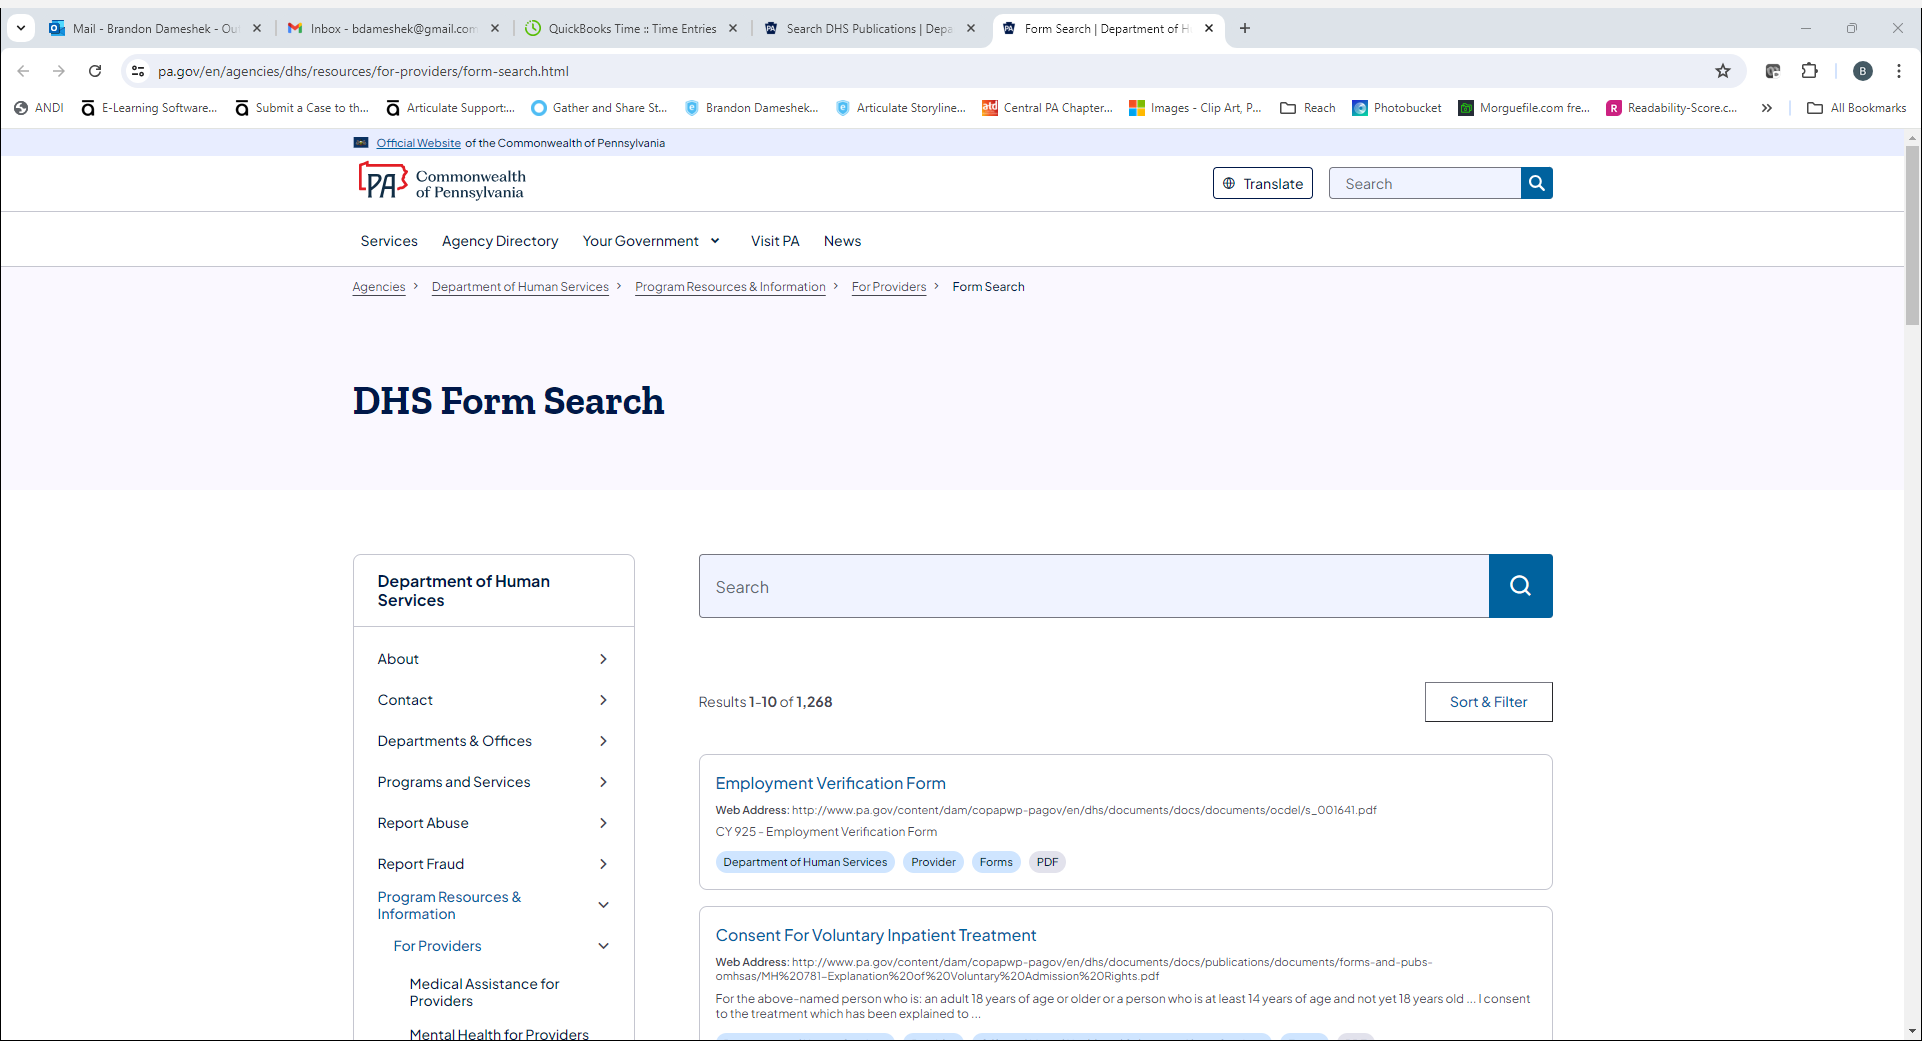 Mail - Brandon Dameshek - Out
Inbox - bdameshek@gmail.com
QuickBooks Time :: Time Entries
Search DHS Publications | Depa
Form Search | Department of H
pa.gov/en/agencies/dhs/resources/for-providers/form-search.html
B
ANDI
E-Learning Software...
Submit a Case to th...
Articulate Support:...
Gather and Share St...
Brandon Dameshek...
Articulate Storyline...
Central PA Chapter...
Images - Clip Art, P...
Reach
Photobucket
Morguefile.com fre...
Readability-Score.c...
All Bookmarks
Official Website of the Commonwealth of Pennsylvania
PA
Commonwealth
of Pennsylvania
Translate
Search
Services
Agency Directory
Your Government
Visit PA
News
Agencies
Department of Human Services
Program Resources & Information
For Providers
Form Search
DHS Form Search
Department of Human
Services
About
Contact
Departments & Offices
Programs and Services
Report Abuse
Report Fraud
Program Resources &
Information
For Providers
Medical Assistance for
Providers
Mental Health for Providers
Search
Results 1-10 of 1,268
Sort & Filter
Employment Verification Form
Web Address: http://www.pa.gov/content/dam/copapwp-pagov/en/dhs/documents/docs/documents/ocdel/s_001641.pdf
CY 925 - Employment Verification Form
Department of Human Services
Provider
Forms
PDF
Consent For Voluntary Inpatient Treatment
Web Address: http://www.pa.gov/content/dam/copapwp-pagov/en/dhs/documents/docs/publications/documents/forms-and-pubs-
omhsas/MH%20781-Explanation%20of%20Voluntary%20Admission%20Rights.pdf
For the above-named person who is: an adult 18 years of age or older or a person who is at least 14 years of age and not yet 18 years old ... I consent
to the treatment which has been explained to ...